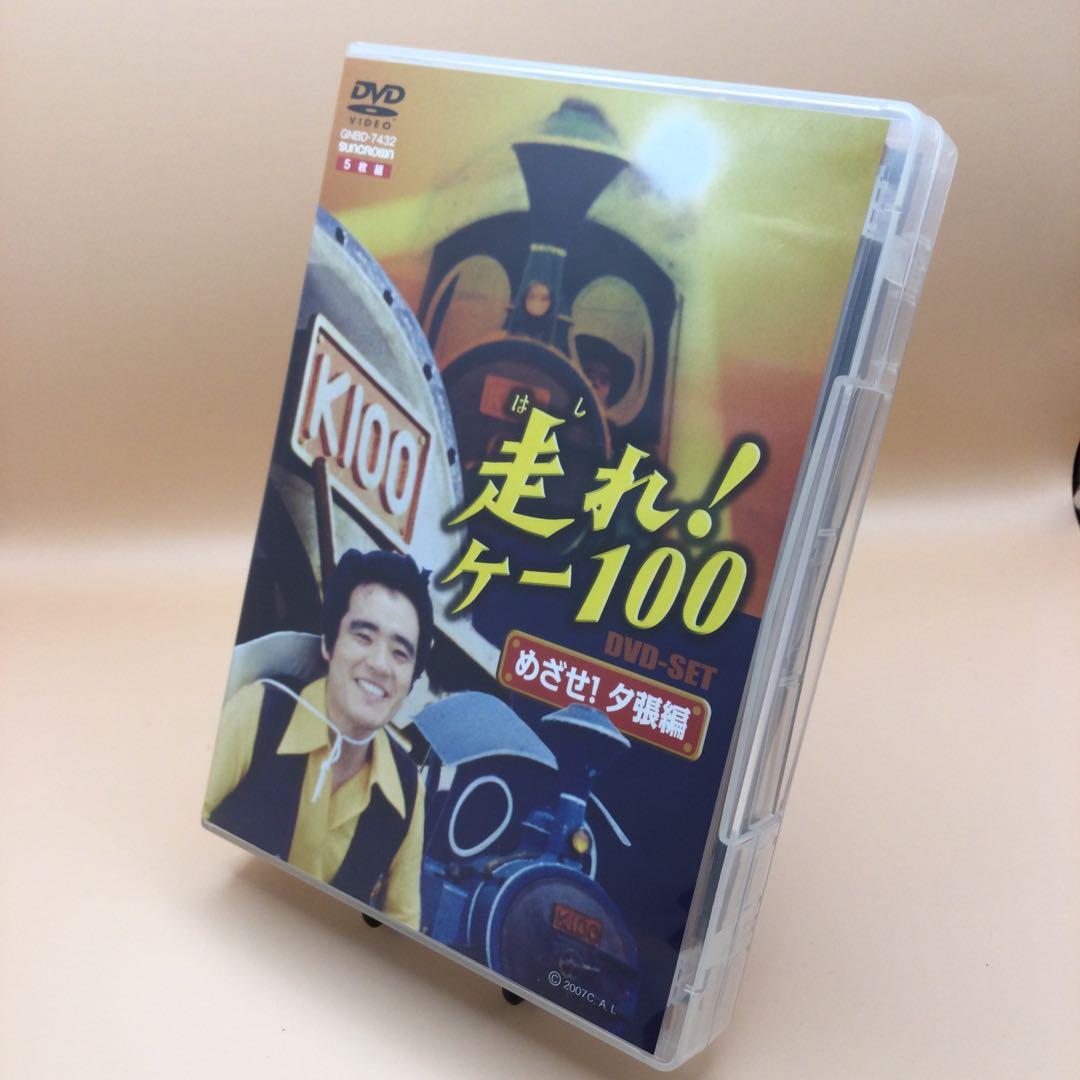 DVD
VIDEO
GNBD-7432
suncrown
5枚組
K100
はし
走れ!
ケー100
DVD-SET
めざせ!夕張編
K100
© 2007C. A. L